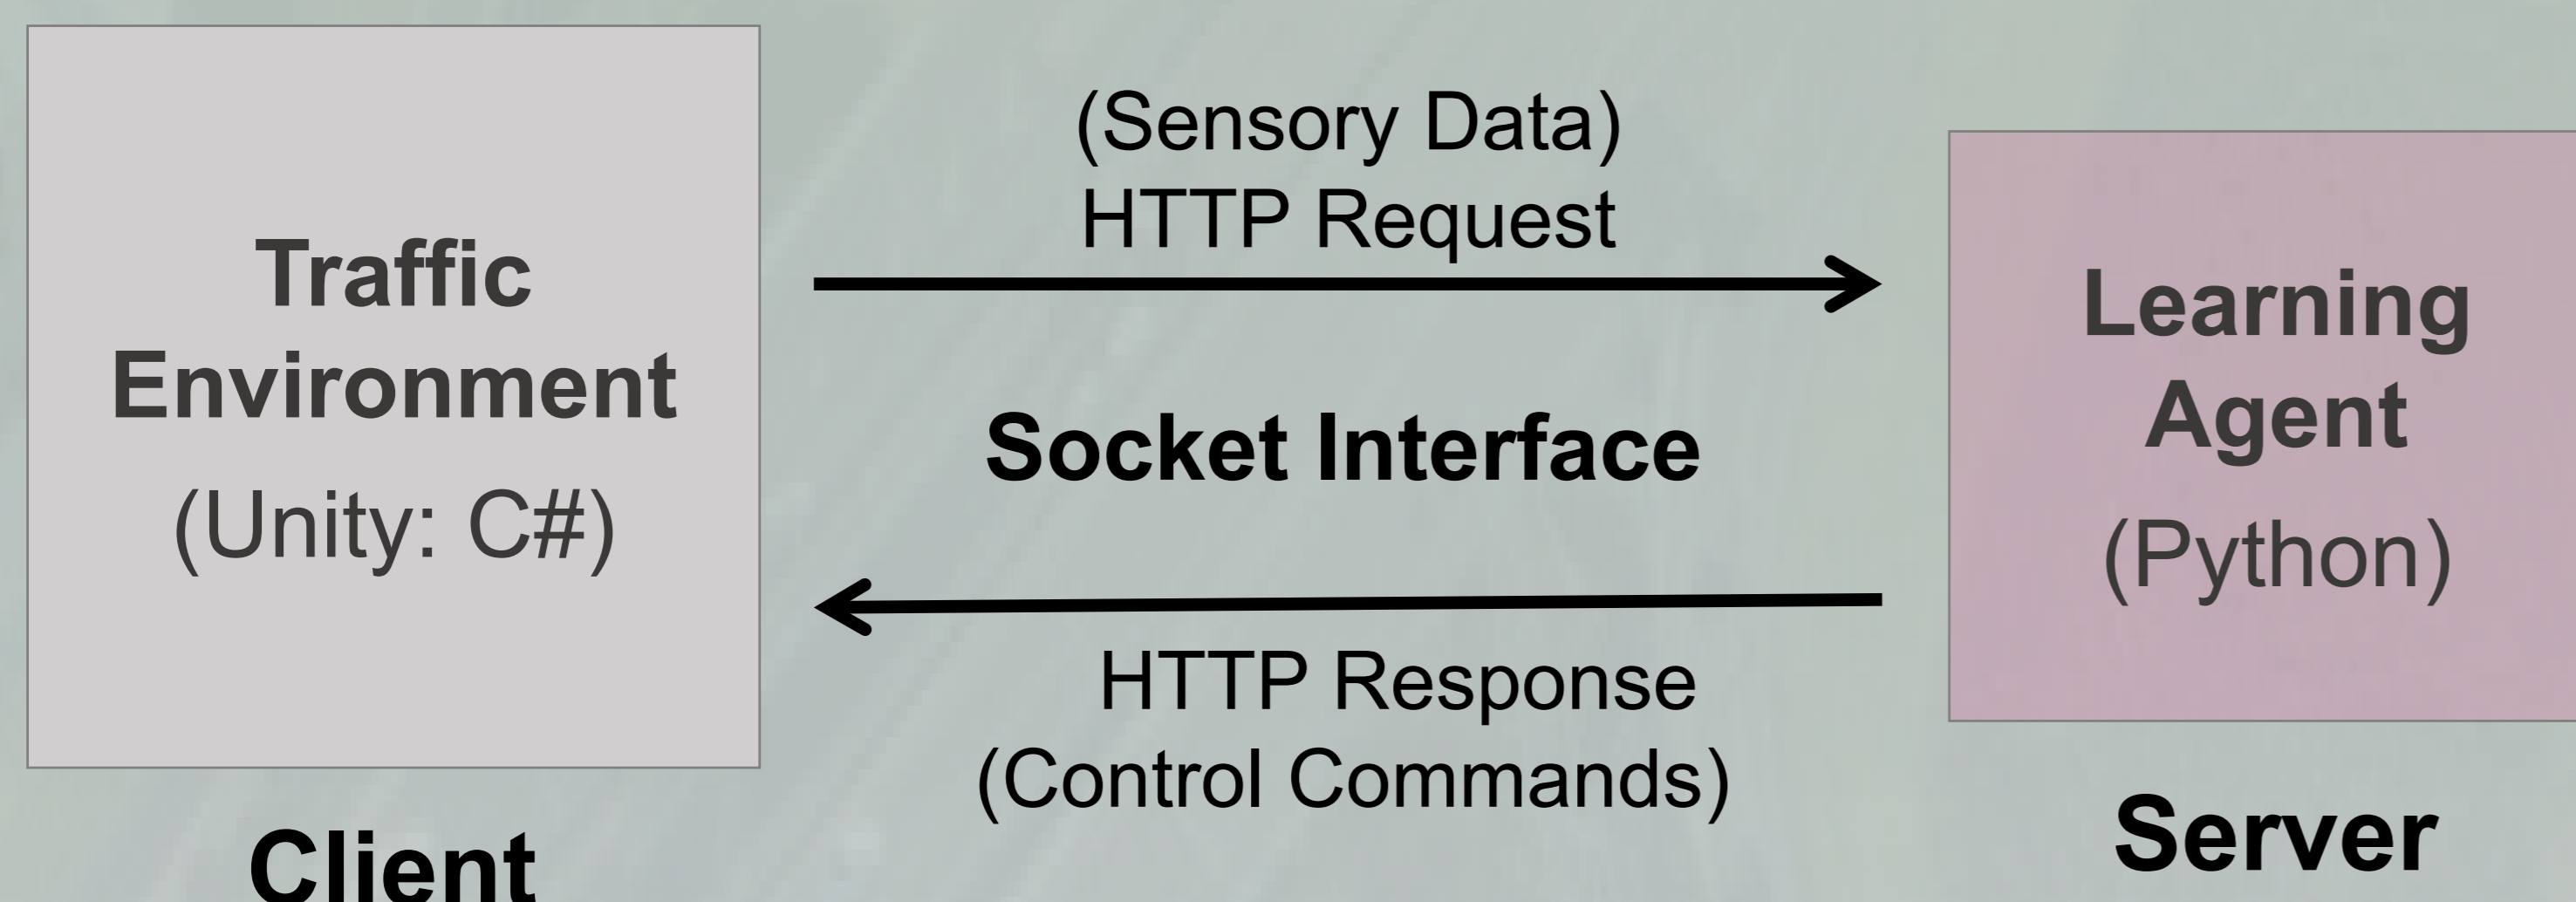 Traffic
Environment
(Unity: C#)
Client
(Sensory Data)
HTTP Request
Socket Interface
HTTP Response
(Control Commands)
Learning
Agent
(Python)
Server